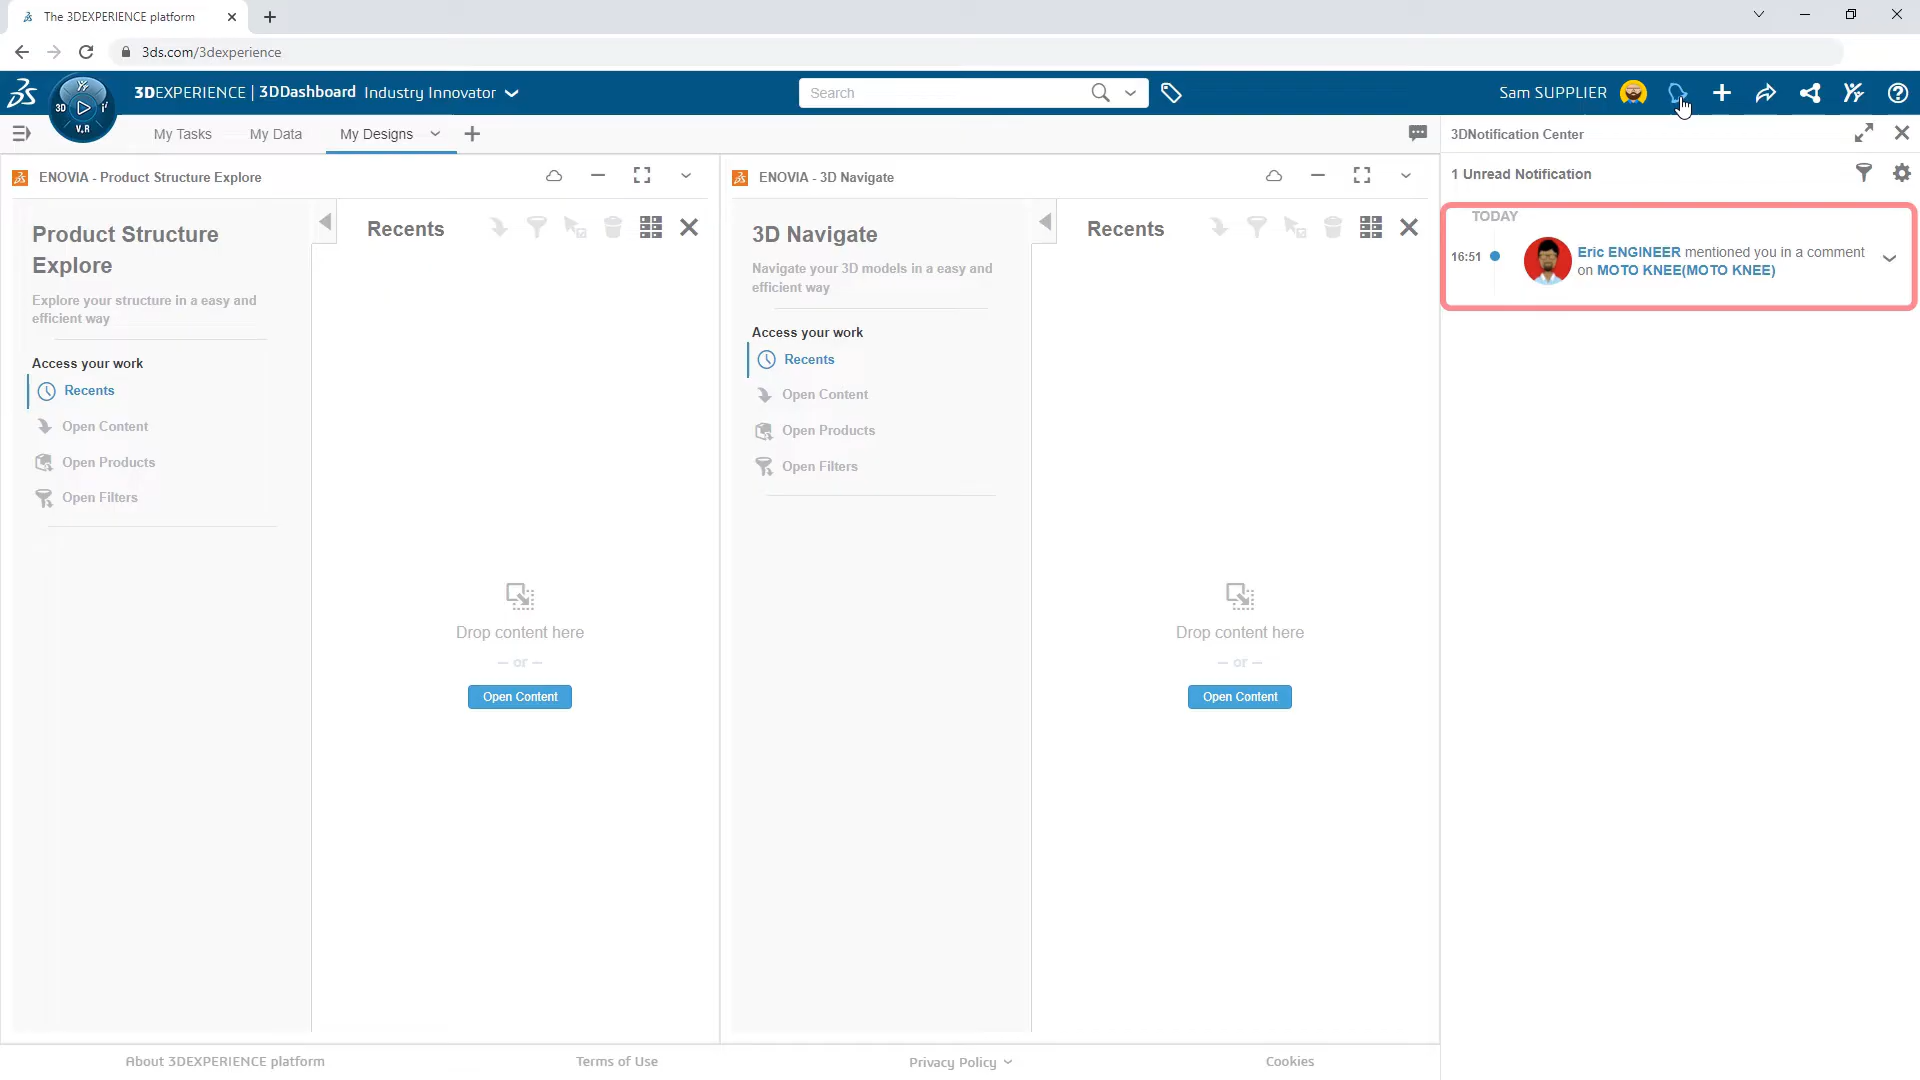 The 3DEXPERIENCE platform
3ds.com/3dexperience
3DEXPERIENCE | 3DDashboard Industry Innovator
Search
Sam SUPPLIER
3D
V.R
My Tasks
My Data
My Designs
3DNotification Center
ENOVIA - Product Structure Explore
ENOVIA - 3D Navigate
1 Unread Notification
Product Structure
Explore
Explore your structure in a easy and
efficient way
Access your work
Recents
Open Content
Open Products
Open Filters
Recents
Drop content here
— or —
Open Content
3D Navigate
Navigate your 3D models in a easy and
efficient way
Access your work
Recents
Open Content
Open Products
Open Filters
Recents
Drop content here
— or —
Open Content
TODAY
16:51
Eric ENGINEER mentioned you in a comment
on MOTO KNEE(MOTO KNEE)
About 3DEXPERIENCE platform
Terms of Use
Privacy Policy
Cookies